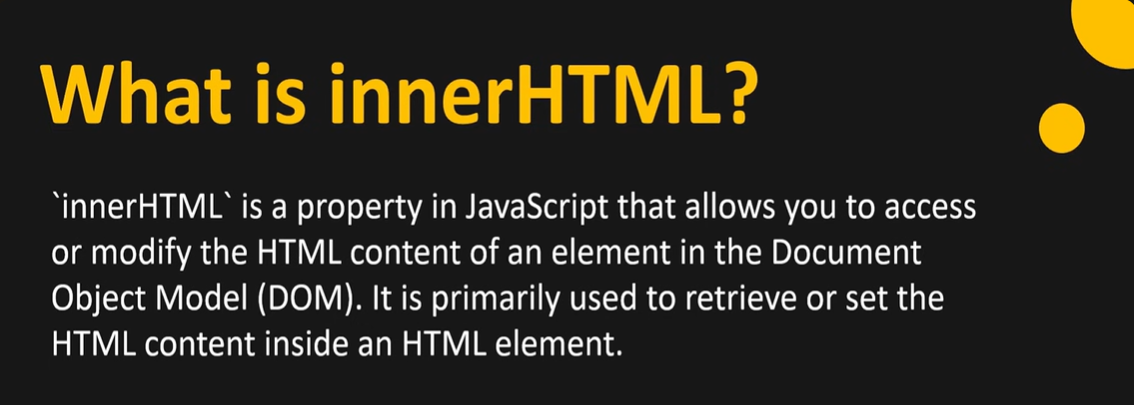 What is innerHTML?
`innerHTML` is a property in JavaScript that allows you to access
or modify the HTML content of an element in the Document
Object Model (DOM). It is primarily used to retrieve or set the
HTML content inside an HTML element.